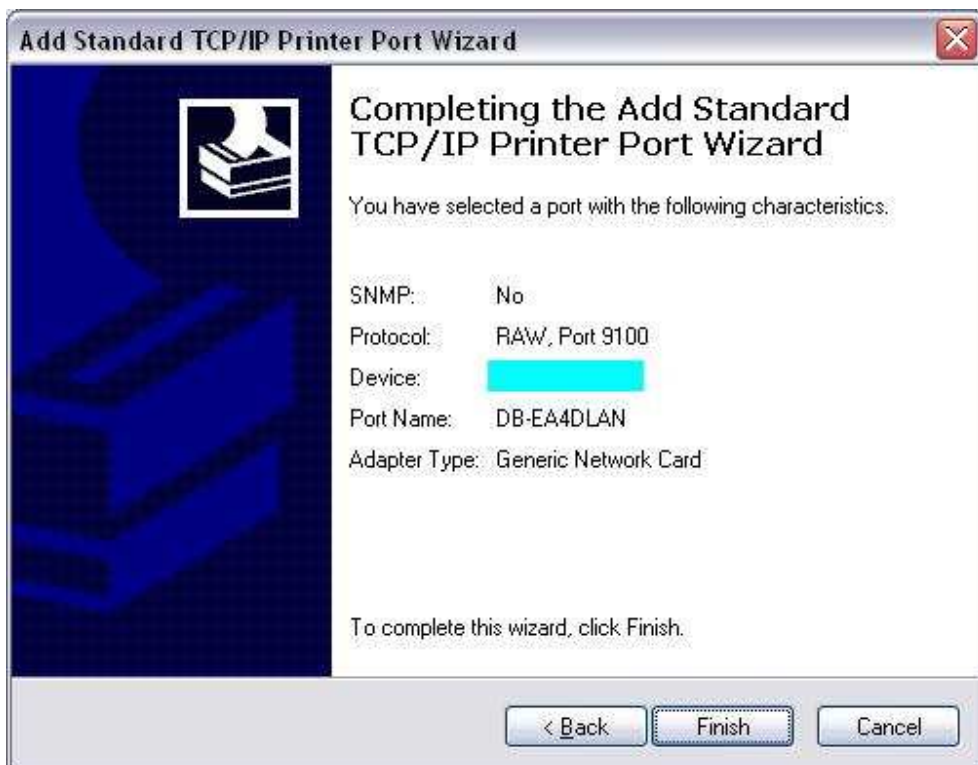 Add Standard TCP/IP Printer Port Wizard
Completing the Add Standard
TCP/IP Printer Port Wizard
You have selected a port with the following characteristics.
SNMP: No
Protocol: RAW, Port 9100
Device:
Port Name: DB-EA4DLAN
Adapter Type: Generic Network Card
To complete this wizard, click Finish.
< Back Finish Cancel